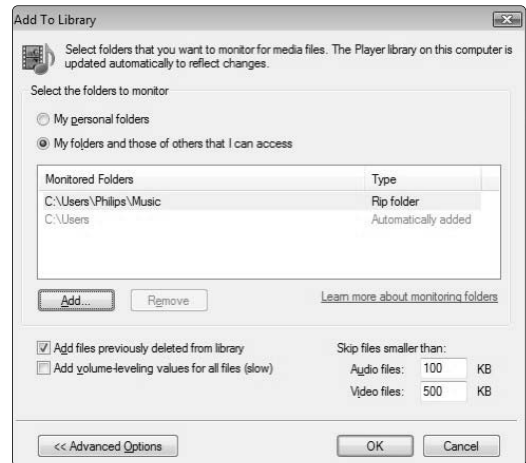 Add To Library
Select folders that you want to monitor for media files. The Player library on this computer is
updated automatically to reflect changes.
Select the folders to monitor
My personal folders
My folders and those of others that I can access
Monitored Folders Type
C:\Users\Philips\Music Rip folder
C:\Users Automatically added
Add... Remove Learn more about monitoring folders
Add files previously deleted from library Skip files smaller than:
Add volume-leveling values for all files (slow) Audio files: 100 KB
Video files: 500 KB
<< Advanced Options OK Cancel